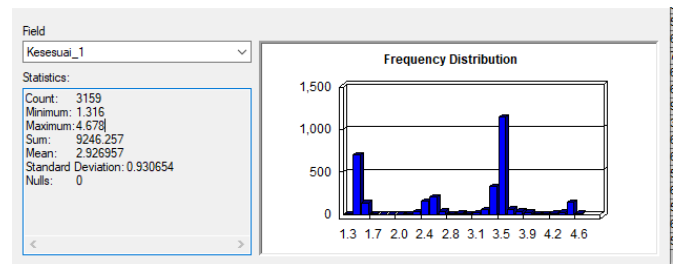 Field
Kesesuai_1
Statistics:
Count: 3159
Minimum: 1.316
Maximum: 4.678
Sum: 9246.257
Mean: 2.926957
Standard Deviation: 0.930654
Nulls: 0
Frequency Distribution
1,500
1,000
500
0
1.3 1.7 2.0 2.4 2.8 3.1 3.5 3.9 4.2 4.6